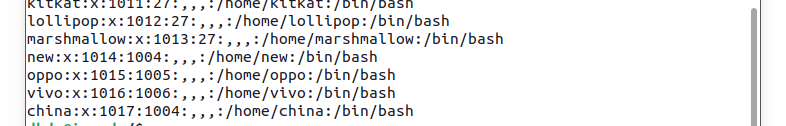 kitkat:x:1011:27:,,,:/home/kitkat:/bin/bash
lollipop:x:1012:27:,,,:/home/lollipop:/bin/bash
marshmallow:x:1013:27:,,,:/home/marshmallow:/bin/bash
new:x:1014:1004:,,,:/home/new:/bin/bash
oppo:x:1015:1005:,,,:/home/oppo:/bin/bash
vivo:x:1016:1006:,,,:/home/vivo:/bin/bash
china:x:1017:1004:,,,:/home/china:/bin/bash